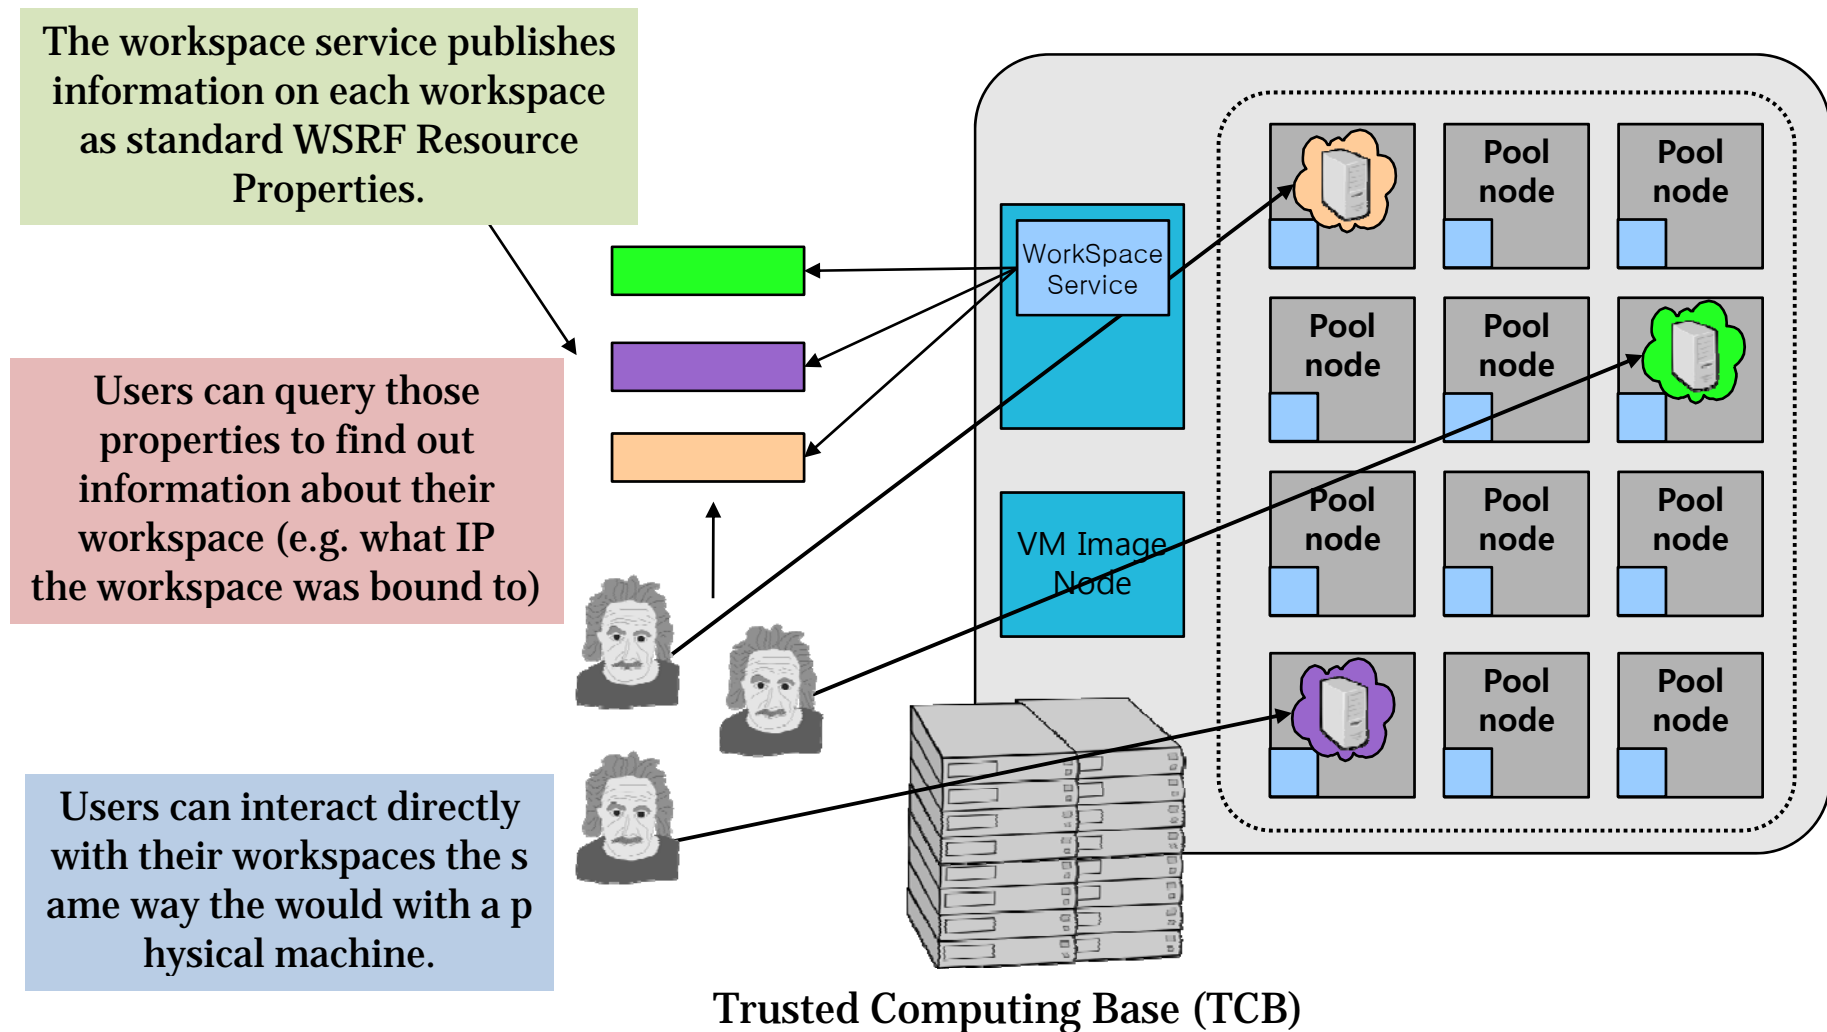 The workspace service publishes
information on each workspace
as standard WSRF Resource
Properties.
Users can query those
properties to find out
information about their
workspace (e.g. what IP
the workspace was bound to)
Users can interact directly
with their workspaces the s
ame way the would with a p
hysical machine.
WorkSpace
Service
VM Image
Node
Pool
node
Pool
node
Pool
node
Pool
node
Pool
node
Pool
node
Pool
node
Pool
node
Pool
node
Trusted Computing Base (TCB)